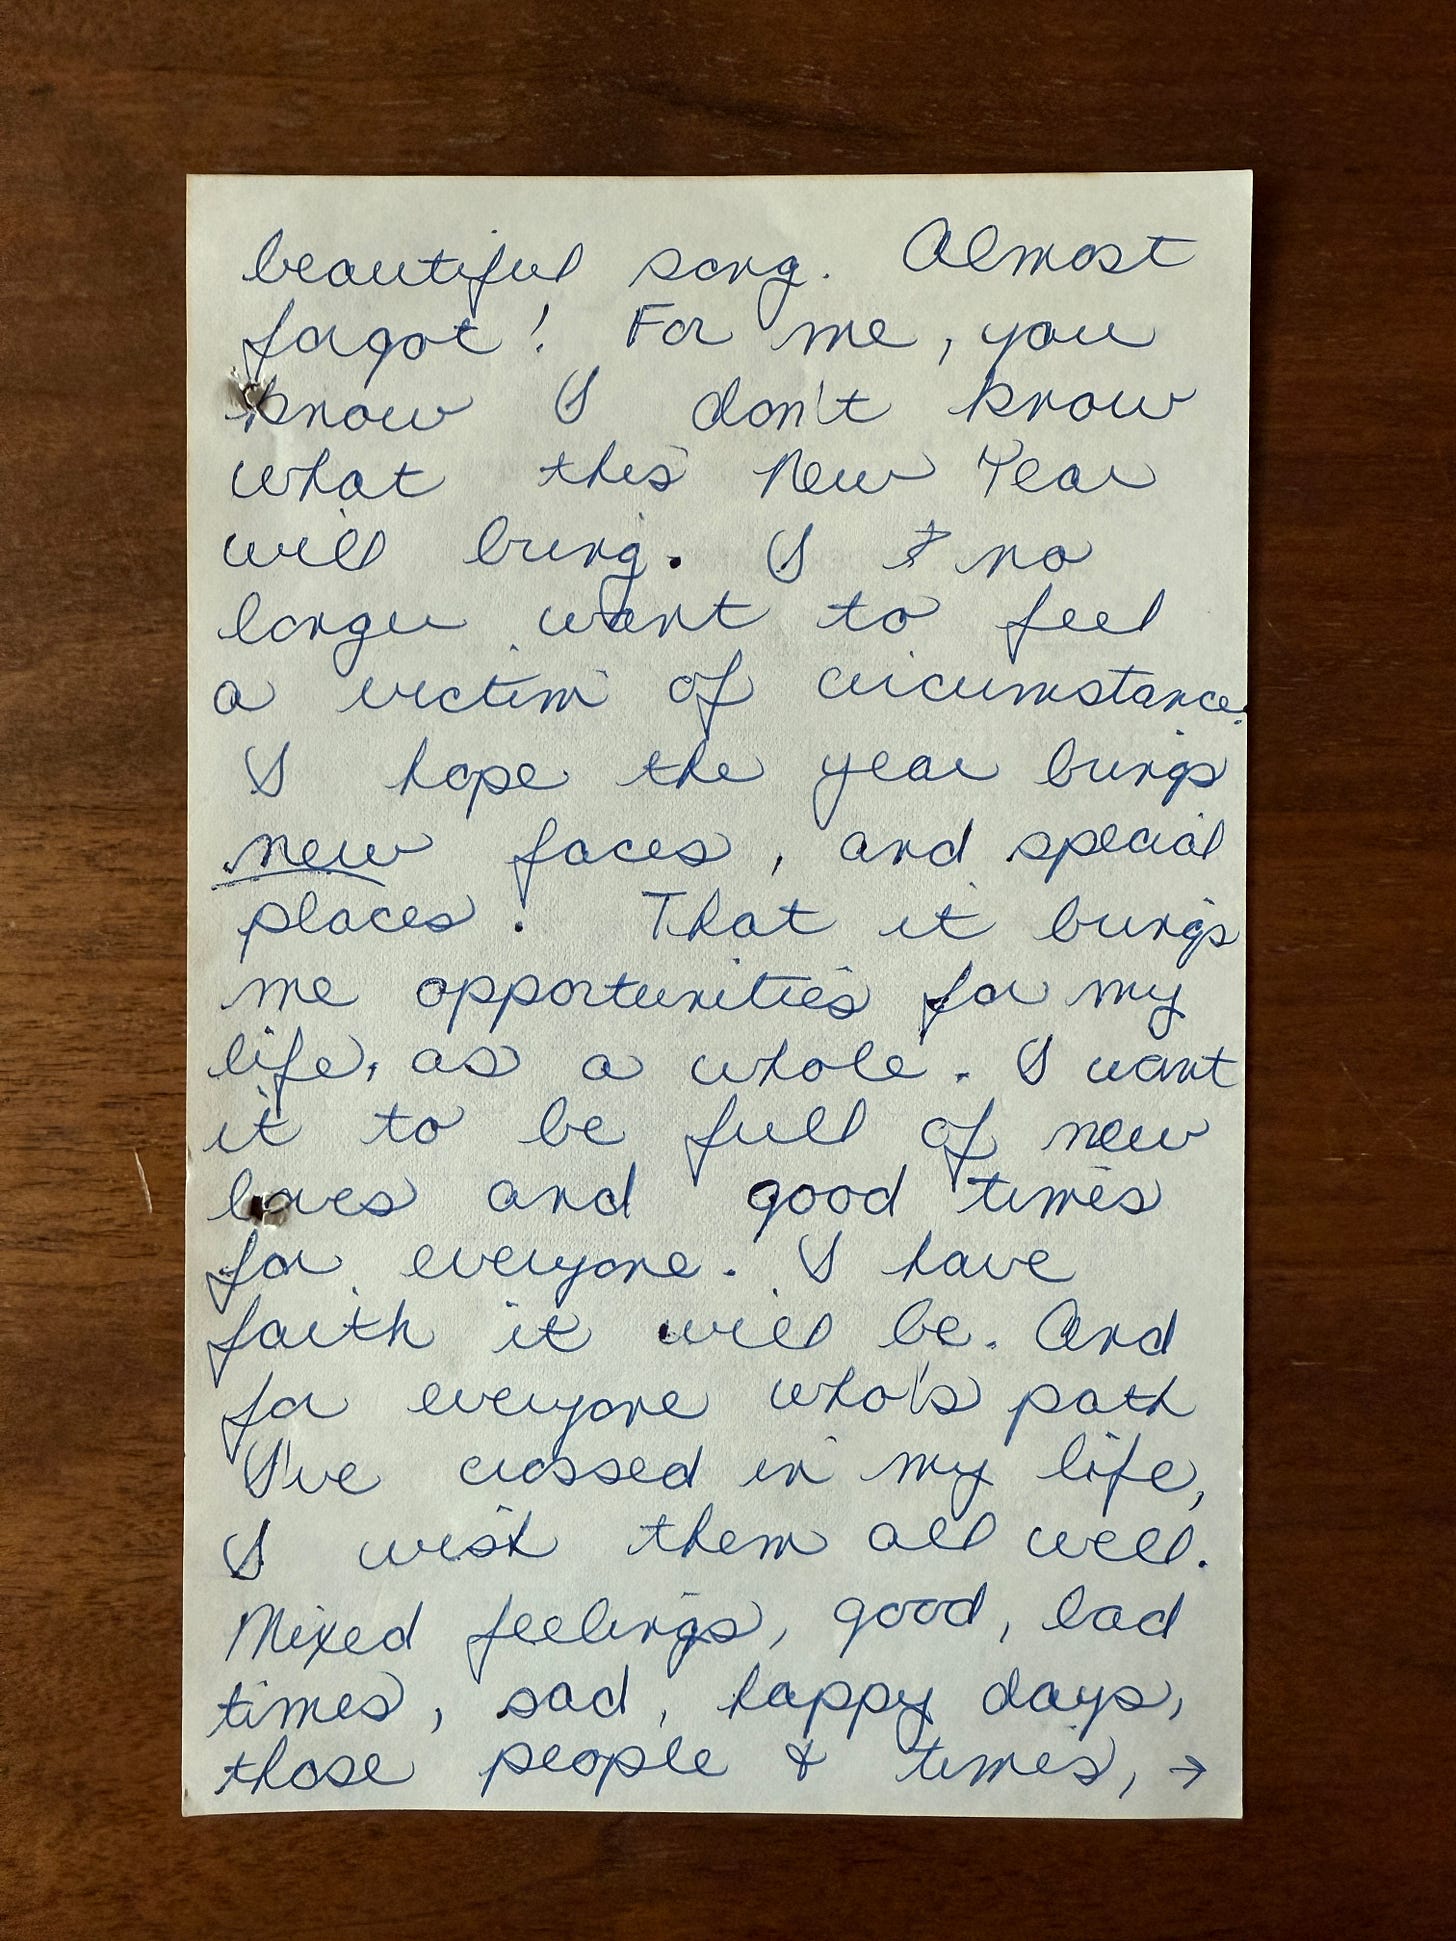 beautiful song. Almost
forgot! For me, you
know I don't know
what this New Year
will bring. I no
longer want to feel
a victim of circumstance.
I hope the year brings
new faces, and special
places. That it brings
me opportunities for my
life, as a whole. I want
it to be full of new
loves and good times
for everyone. I have
faith it will be. And
for everyone who's path
I've crossed in my life,
I wish them all well.
Mixed feelings, good, bad
times, sad, happy days,
those people & times, →